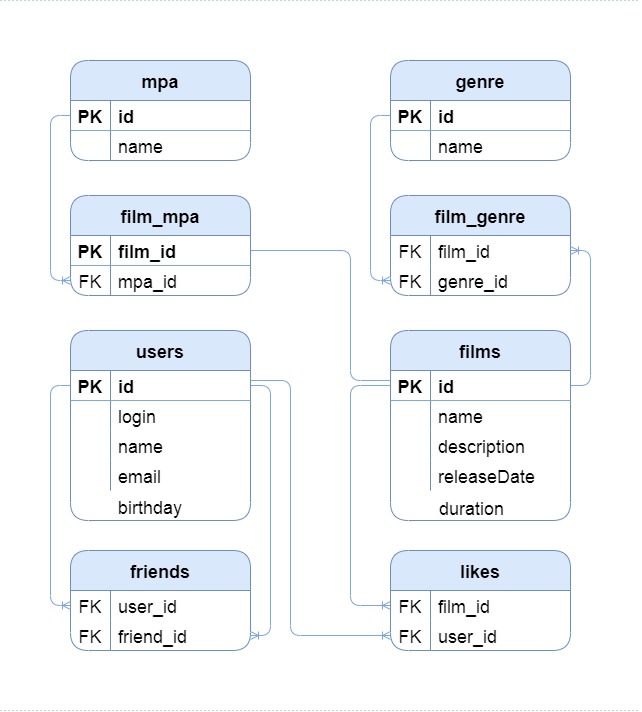 mpa
PK id
name
genre
PK id
name
film_mpa
PK film_id
FK mpa_id
film_genre
FK film_id
FK genre_id
users
PK id
login
name
email
birthday
films
PK id
name
description
releaseDate
duration
friends
FK user_id
FK friend_id
likes
FK film_id
FK user_id